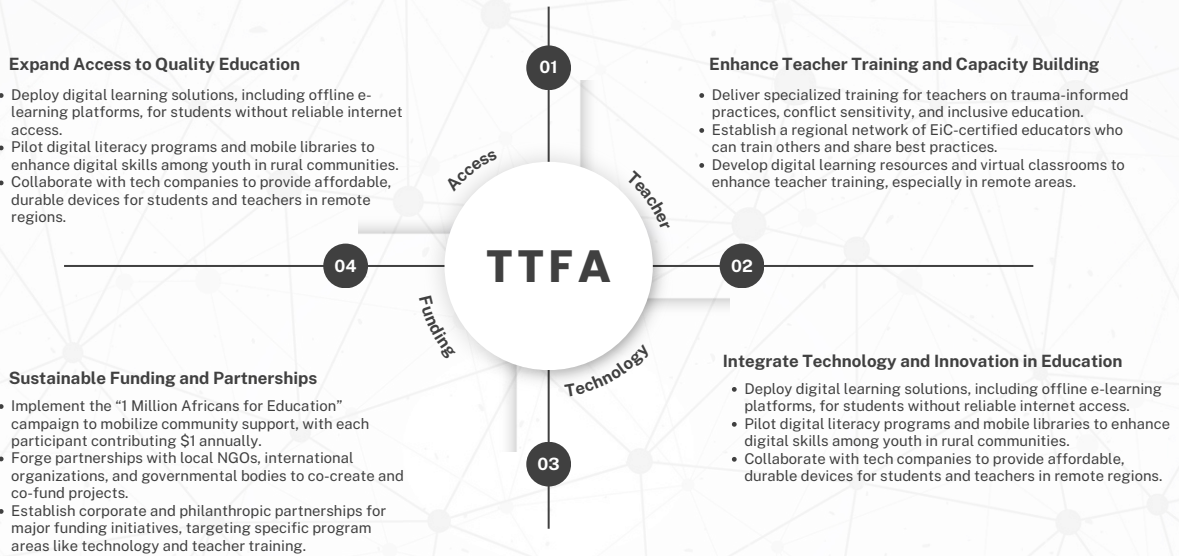 Expand Access to Quality Education
• Deploy digital learning solutions, including offline e-
learning platforms, for students without reliable internet
access.
• Pilot digital literacy programs and mobile libraries to
enhance digital skills among youth in rural communities.
• Collaborate with tech companies to provide affordable,
durable devices for students and teachers in remote
regions.
01
Enhance Teacher Training and Capacity Building
• Deliver specialized training for teachers on trauma-informed
practices, conflict sensitivity, and inclusive education.
• Establish a regional network of EiC-certified educators who
can train others and share best practices.
• Develop digital learning resources and virtual classrooms to
enhance teacher training, especially in remote areas.
Access
Teacher
04
TTFA
02
Funding
Technology
Sustainable Funding and Partnerships
• Implement the “1 Million Africans for Education”
campaign to mobilize community support, with each
participant contributing $1 annually.
• Forge partnerships with local NGOs, international
organizations, and governmental bodies to co-create and
co-fund projects.
• Establish corporate and philanthropic partnerships for
major funding initiatives, targeting specific program
areas like technology and teacher training.
03
Integrate Technology and Innovation in Education
• Deploy digital learning solutions, including offline e-learning
platforms, for students without reliable internet access.
• Pilot digital literacy programs and mobile libraries to enhance
digital skills among youth in rural communities.
• Collaborate with tech companies to provide affordable,
durable devices for students and teachers in remote regions.